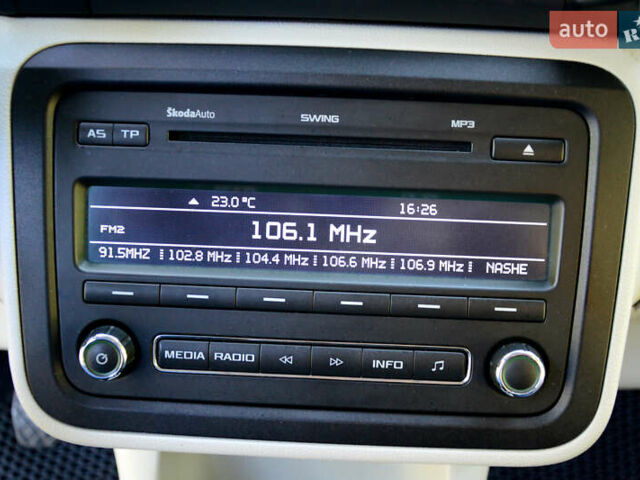 auto R
ŠkodaAuto SWING MP3
AS TP
23.0 °C 16:26
FM2 106.1 MHz
91.5MHZ 102.8 MHz 104.4 MHz 106.6 MHz 106.9 MHz NASHE
MEDIA RADIO INFO